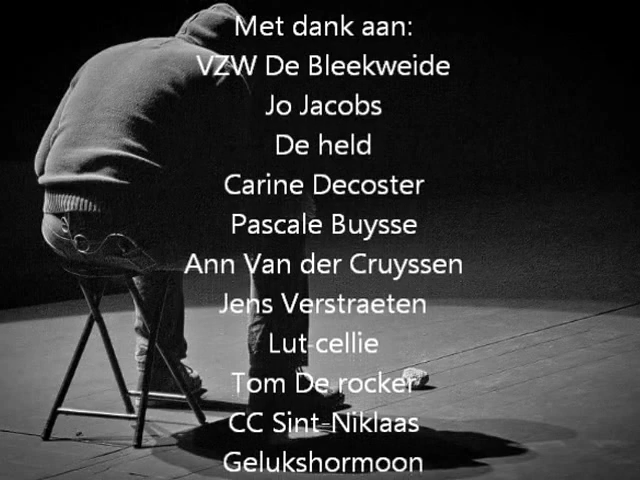 Met dank aan:
VZW De Bleekweide
Jo Jacobs
De held
Carine Decoster
Pascale Buysse
Ann Van der Cruyssen
Jens Verstraeten
Lut cellie
Tom De rocker
CC Sint-Niklaas
Gelukshormoon